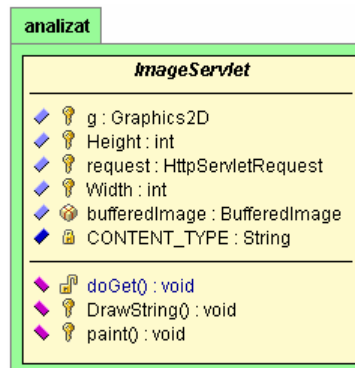 analizat
ImageServlet
g : Graphics2D
Height : int
request : HttpServletRequest
Width : int
bufferedImage : BufferedImage
CONTENT_TYPE : String
doGet() : void
DrawString() : void
paint() : void